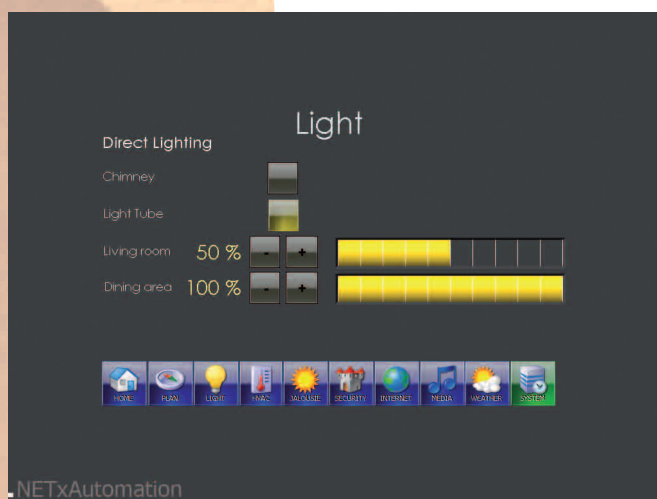 Light
Direct Lighting
Chimney
Light Tube
Living room 50 % - +
Dining area 100 % - +
HOME PLAN LIGHT HVAC JALOUSIE SECURITY INTERNET MEDIA WEATHER SYSTEM
NETxAutomation